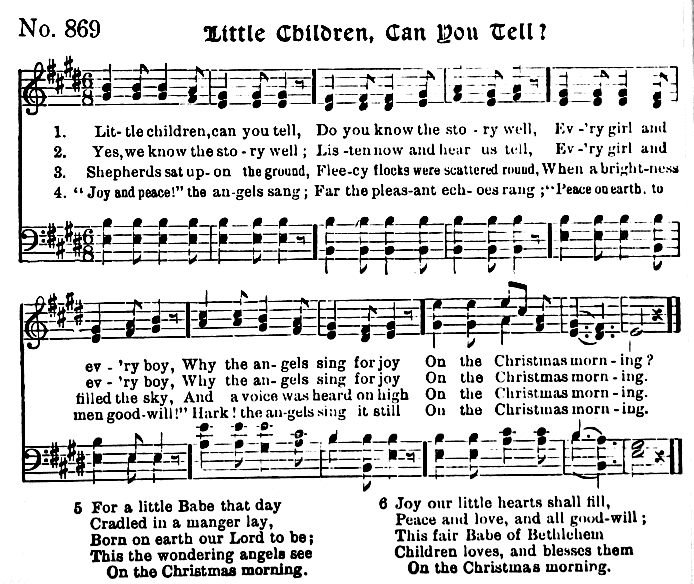 No. 869
Little Children, Can You Tell?
1. Lit-tle children, can you tell, Do you know the sto - ry well, Ev -'ry girl and
2. Yes, we know the sto - ry well; Lis -ten now and hear us tell, Ev -'ry girl and
3. Shepherds sat up- on the ground, Flee-cy flocks were scattered round, When a bright-ness
4. "Joy and peace!" the an-gels sang; Far the pleas-ant ech- oes rang; "Peace on earth, to
ev - 'ry boy, Why the an- gels sing for joy On the Christmas morn - ing?
ev - 'ry boy, Why the an- gels sing for joy On the Christmas morn - ing.
filled the sky, And a voice was heard on high On the Christmas morn - ing.
men good-will!" Hark! the an-gels sing it still On the Christmas morn - ing.
5 For a little Babe that day
Cradled in a manger lay,
Born on earth our Lord to be;
This the wondering angels see
On the Christmas morning.
6 Joy our little hearts shall fill,
Peace and love, and all good-will;
This fair Babe of Bethlehem
Children loves, and blesses them
On the Christmas morning.